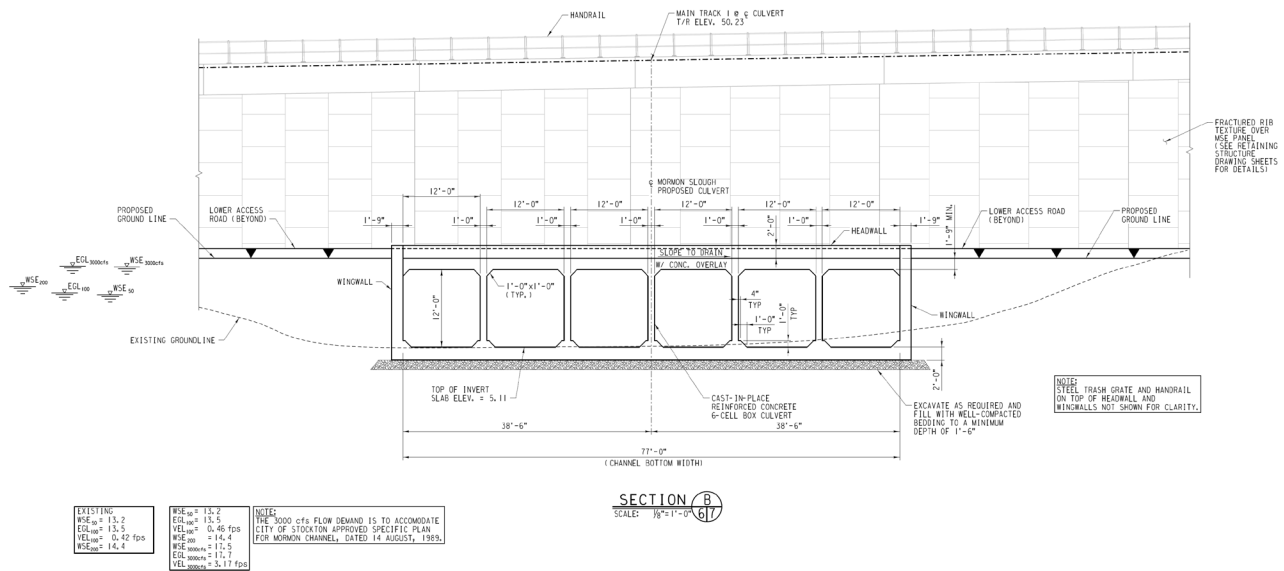 HANDRAIL
MAIN TRACK 1 @ ℄ CULVERT
T/R ELEV. 50.23'
FRACTURED RIB
TEXTURE OVER
MSE PANEL
(SEE RETAINING
STRUCTURE
DRAWING SHEETS
FOR DETAILS)
℄ MORMON SLOUGH
PROPOSED CULVERT
12'-0"
12'-0"
12'-0"
12'-0"
12'-0"
12'-0"
PROPOSED
GROUND LINE
LOWER ACCESS
ROAD (BEYOND)
1'-9"
1'-0"
1'-0"
1'-0"
1'-0"
1'-0"
1'-9"
2'-0"
HEADWALL
1'-9" MIN.
LOWER ACCESS ROAD
(BEYOND)
PROPOSED
GROUND LINE
SLOPE TO DRAIN
W/ CONC. OVERLAY
EGL3000cfs
WSE3000cfs
WSE200
EGL100
WSE50
WINGWALL
12'-0"
1'-0"x1'-0"
(TYP.)
4"
TYP
1'-0"
TYP
1'-0"
TYP
WINGWALL
EXISTING GROUNDLINE
2'-0"
TOP OF INVERT
SLAB ELEV. = 5.11
CAST-IN-PLACE
REINFORCED CONCRETE
6-CELL BOX CULVERT
EXCAVATE AS REQUIRED AND
FILL WITH WELL-COMPACTED
BEDDING TO A MINIMUM
DEPTH OF 1'-6"
NOTE:
STEEL TRASH GRATE AND HANDRAIL
ON TOP OF HEADWALL AND
WINGWALLS NOT SHOWN FOR CLARITY.
38'-6"
38'-6"
77'-0"
(CHANNEL BOTTOM WIDTH)
SECTION B
SCALE: 1/8"=1'-0" 6 7
EXISTING
WSE50 = 13.2
EGL100 = 13.5
VEL100 = 0.42 fps
WSE200 = 14.4
WSE50 = 13.2
EGL100 = 13.5
VEL100 = 0.46 fps
WSE200 = 14.4
WSE3000cfs = 17.5
EGL3000cfs = 17.7
VEL3000cfs = 3.17 fps
NOTE:
THE 3000 cfs FLOW DEMAND IS TO ACCOMODATE
CITY OF STOCKTON APPROVED SPECIFIC PLAN
FOR MORMON CHANNEL, DATED 14 AUGUST, 1989.